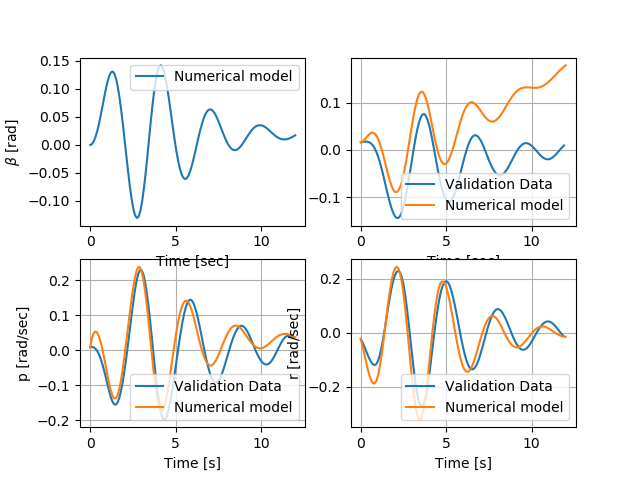 0.15
0.10
0.05
0.00
−0.05
−0.10
β [rad]
Numerical model
0
5
10
Time [sec]
0.1
0.0
−0.1
Validation Data
Numerical model
0
5
10
0.2
0.1
0.0
−0.1
−0.2
p [rad/sec]
Validation Data
Numerical model
0
5
10
Time [s]
0.2
0.0
−0.2
r [rad/sec]
Validation Data
Numerical model
0
5
10
Time [s]